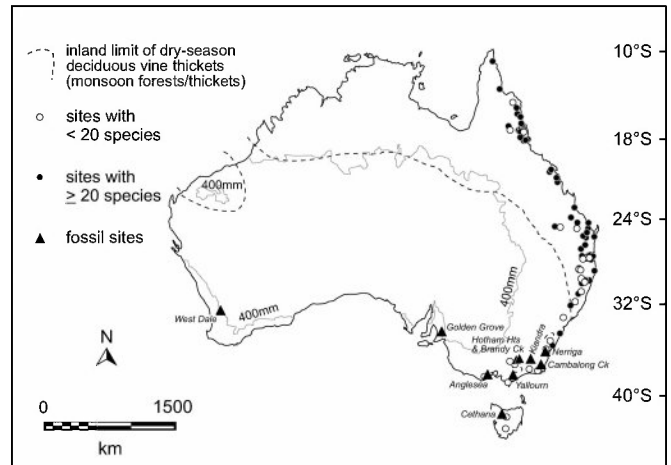 inland limit of dry-season
deciduous vine thickets
(monsoon forests/thickets)
sites with
< 20 species
sites with
≥ 20 species
fossil sites
N
0 1500
km
10°S
18°S
24°S
32°S
40°S
400mm
400mm
400mm
West Dale
Golden Grove
Hotham Hts
& Brandy Ck
Kiandra
Nerriga
Cambalong Ck
Anglesea
Yallourn
Cethana